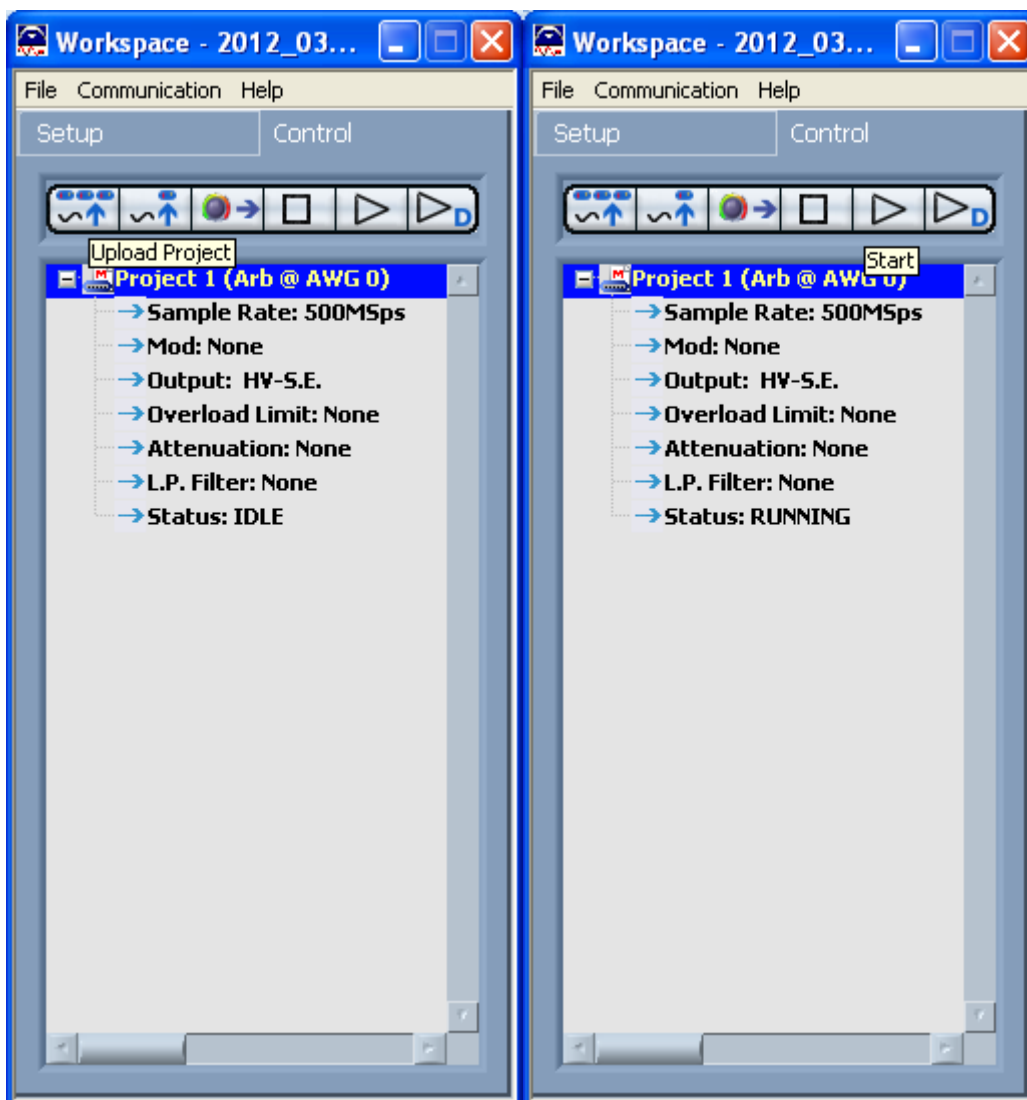 Workspace - 2012_03...
File Communication Help
Setup Control
D
Upload Project
Project 1 (Arb @ AWG 0)
Sample Rate: 500MSps
Mod: None
Output: HV-S.E.
Overload Limit: None
Attenuation: None
L.P. Filter: None
Status: IDLE
Workspace - 2012_03...
File Communication Help
Setup Control
D
Start
Project 1 (Arb @ AWG 0)
Sample Rate: 500MSps
Mod: None
Output: HV-S.E.
Overload Limit: None
Attenuation: None
L.P. Filter: None
Status: RUNNING